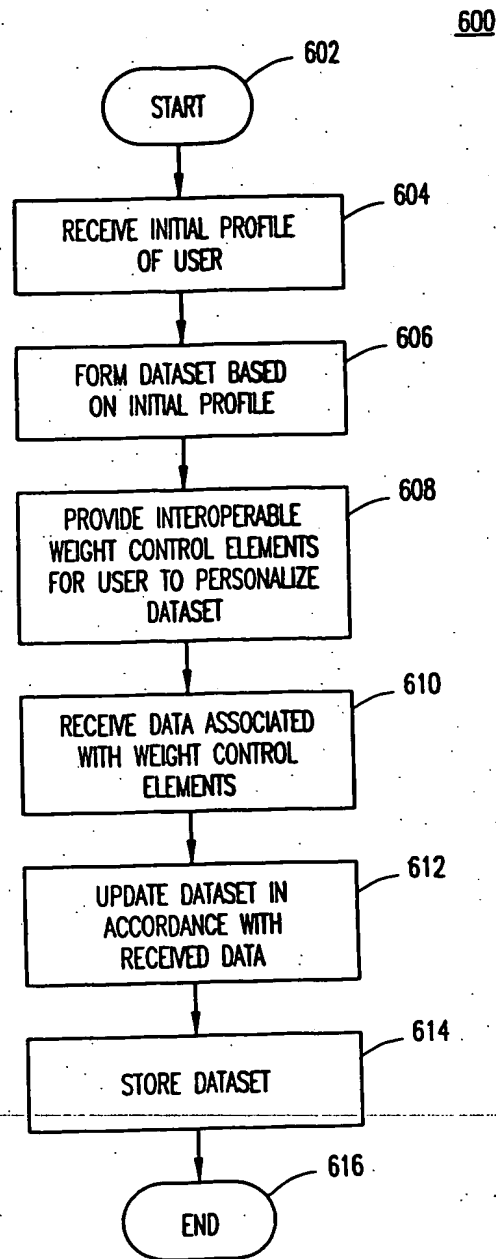 600
602
START
604
RECEIVE INITIAL PROFILE
OF USER
606
FORM DATASET BASED
ON INITIAL PROFILE
608
PROVIDE INTEROPERABLE
WEIGHT CONTROL ELEMENTS
FOR USER TO PERSONALIZE
DATASET
610
RECEIVE DATA ASSOCIATED
WITH WEIGHT CONTROL
ELEMENTS
612
UPDATE DATASET IN
ACCORDANCE WITH
RECEIVED DATA
614
STORE DATASET
616
END